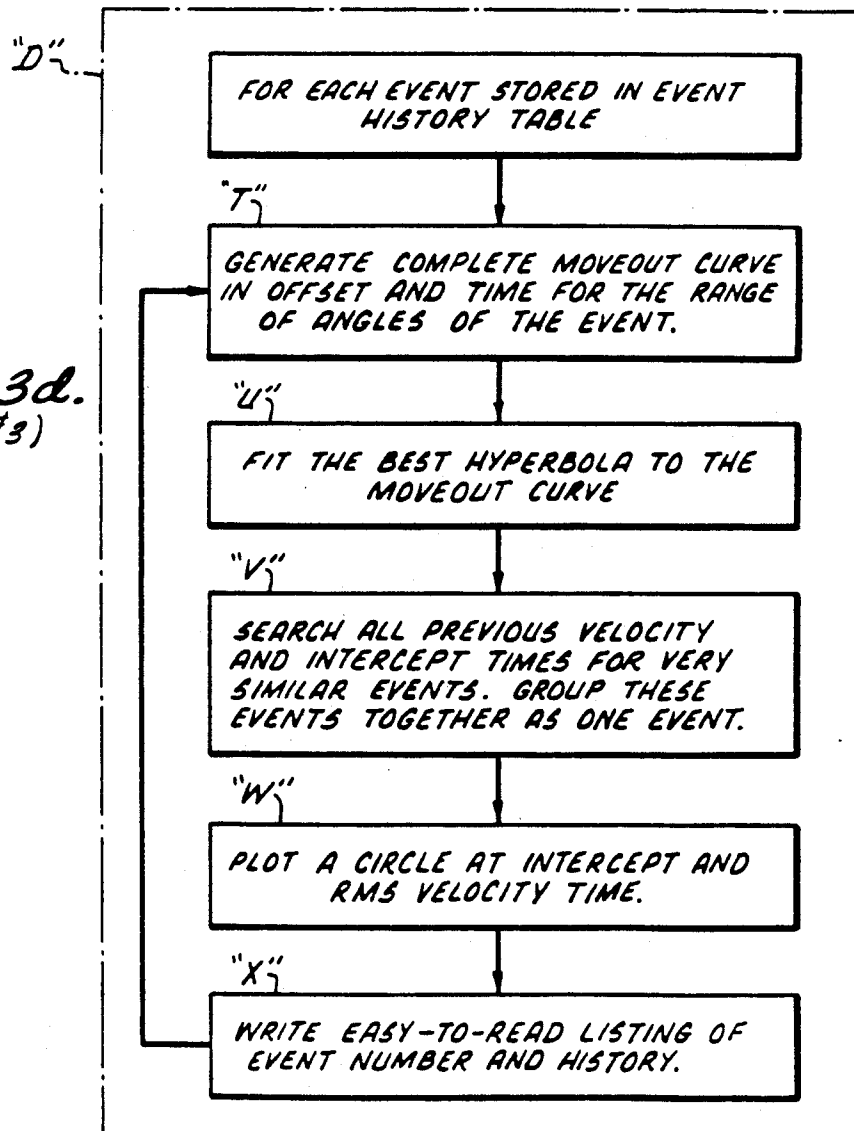 "D"
FOR EACH EVENT STORED IN EVENT
HISTORY TABLE
"T"
GENERATE COMPLETE MOVEOUT CURVE
IN OFFSET AND TIME FOR THE RANGE
OF ANGLES OF THE EVENT.
3d.
#3)
"U"
FIT THE BEST HYPERBOLA TO THE
MOVEOUT CURVE
"V"
SEARCH ALL PREVIOUS VELOCITY
AND INTERCEPT TIMES FOR VERY
SIMILAR EVENTS. GROUP THESE
EVENTS TOGETHER AS ONE EVENT.
"W"
PLOT A CIRCLE AT INTERCEPT AND
RMS VELOCITY TIME.
"X"
WRITE EASY-TO-READ LISTING OF
EVENT NUMBER AND HISTORY.